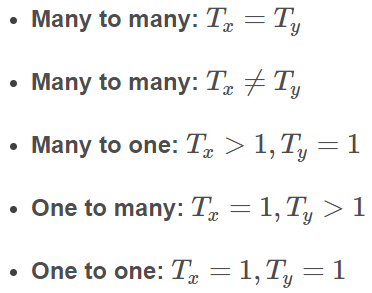 • Many to many: Tx = Ty
• Many to many: Tx ≠ Ty
• Many to one: Tx > 1, Ty = 1
• One to many: Tx = 1, Ty > 1
• One to one: Tx = 1, Ty = 1